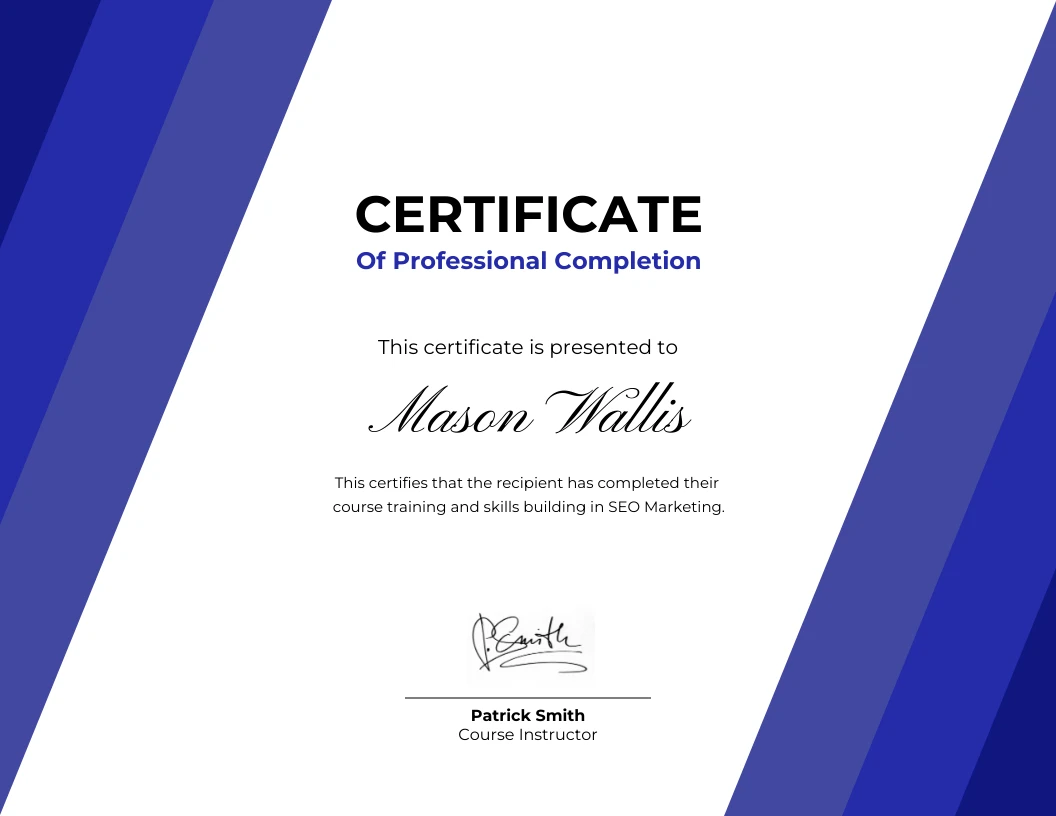 CERTIFICATE
Of Professional Completion
This certificate is presented to
Mason Wallis
This certifies that the recipient has completed their
course training and skills building in SEO Marketing.
P.Smith
Patrick Smith
Course Instructor